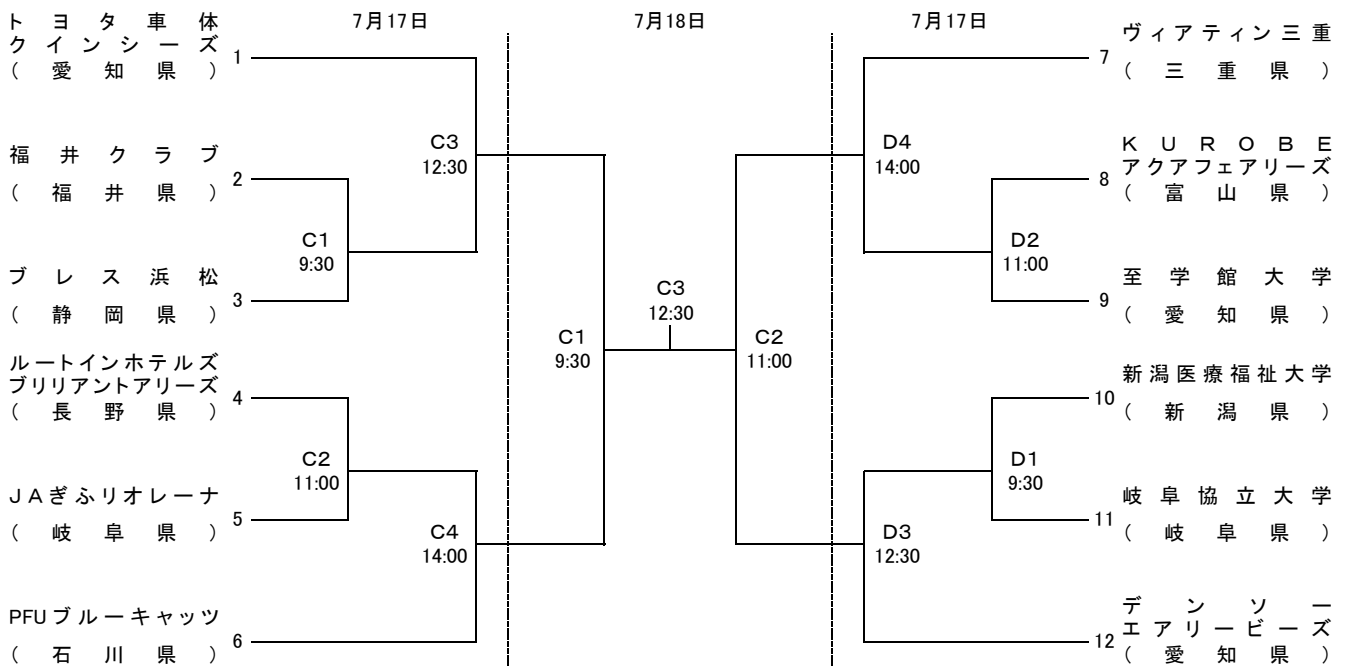 7月17日 7月18日 7月17日
トヨタ車体
クインシーズ
(愛知県)
1
福井クラブ
(福井県)
2
ブレス浜松
(静岡県)
3
ルートインホテルズ
ブリリアントアリーズ
(長野県)
4
JAぎふリオレーナ
(岐阜県)
5
PFUブルーキャッツ
(石川県)
6
C1
9:30
C2
11:00
C3
12:30
C4
14:00
C1
9:30
C3
12:30
C2
11:00
D4
14:00
D3
12:30
D2
11:00
D1
9:30
7
ヴィアティン三重
(三重県)
8
KUROBE
アクアフェアリーズ
(富山県)
9
至学館大学
(愛知県)
10
新潟医療福祉大学
(新潟県)
11
岐阜協立大学
(岐阜県)
12
デンソー
エアリービーズ
(愛知県)